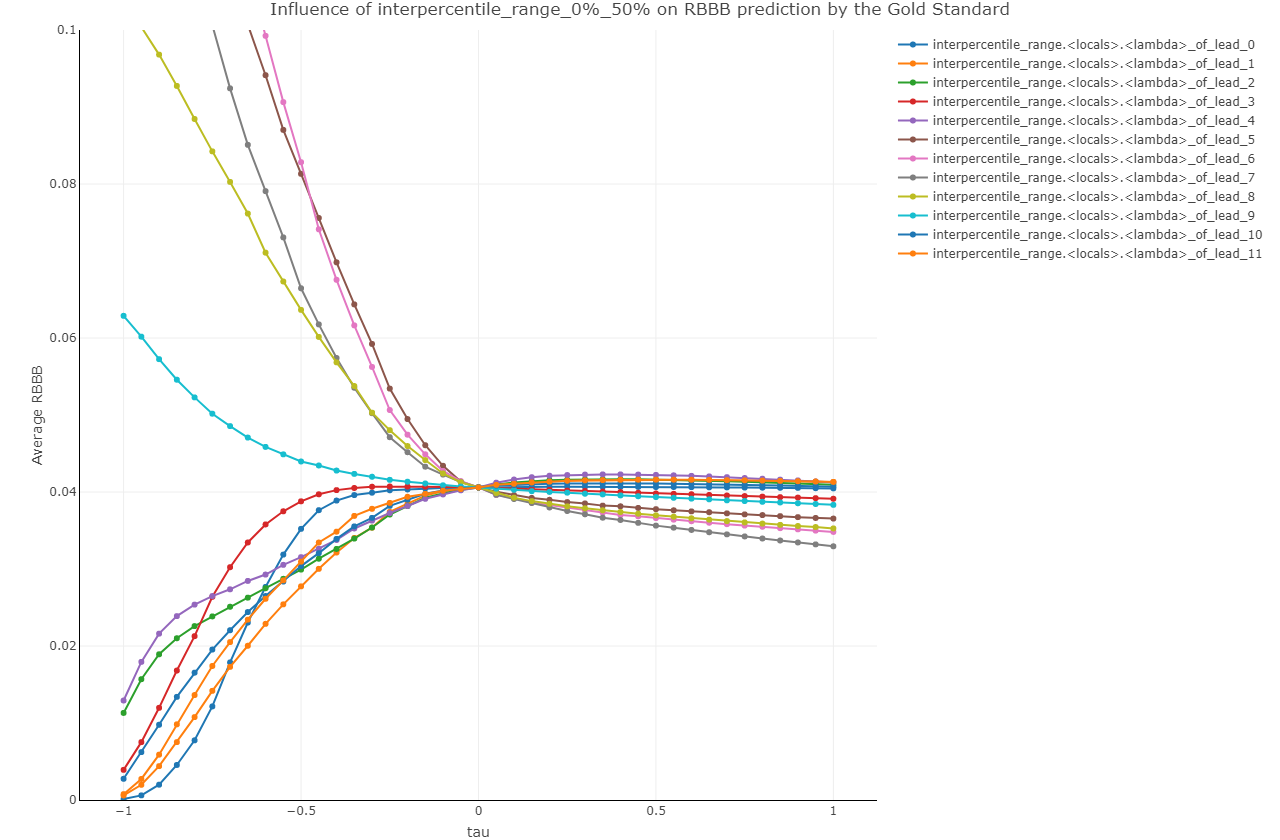 Influence of interpercentile_range_0%_50% on RBBB prediction by the Gold Standard
0.1
0.08
0.06
0.04
0.02
0
Average RBBB
−1
−0.5
0
0.5
1
tau
interpercentile_range.<locals>.<lambda>_of_lead_0
interpercentile_range.<locals>.<lambda>_of_lead_1
interpercentile_range.<locals>.<lambda>_of_lead_2
interpercentile_range.<locals>.<lambda>_of_lead_3
interpercentile_range.<locals>.<lambda>_of_lead_4
interpercentile_range.<locals>.<lambda>_of_lead_5
interpercentile_range.<locals>.<lambda>_of_lead_6
interpercentile_range.<locals>.<lambda>_of_lead_7
interpercentile_range.<locals>.<lambda>_of_lead_8
interpercentile_range.<locals>.<lambda>_of_lead_9
interpercentile_range.<locals>.<lambda>_of_lead_10
interpercentile_range.<locals>.<lambda>_of_lead_11